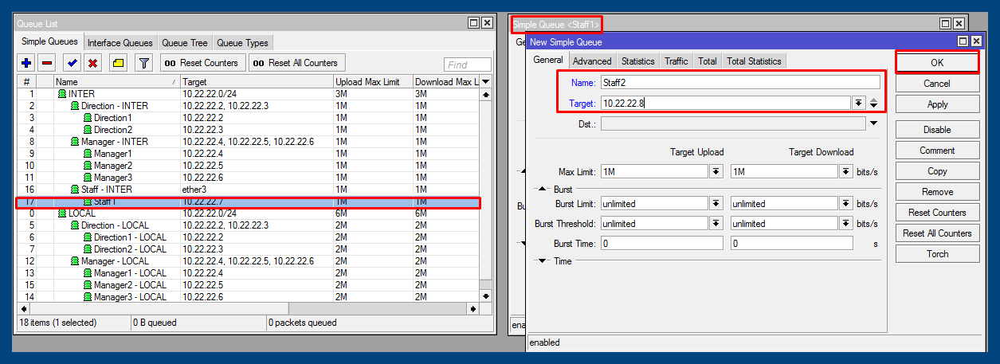 Queue List
Simple Queues Interface Queues Queue Tree Queue Types
00 Reset Counters 00 Reset All Counters Find
# Name Target Upload Max Limit Download Max L
1 INTER 10.22.22.0/24 3M 3M
2 Direction - INTER 10.22.22.2, 10.22.22.3 1M 1M
3 Direction1 10.22.22.2 1M 1M
4 Direction2 10.22.22.3 1M 1M
8 Manager - INTER 10.22.22.4, 10.22.22.5, 10.22.22.6 1M 1M
9 Manager1 10.22.22.4 1M 1M
10 Manager2 10.22.22.5 1M 1M
11 Manager3 10.22.22.6 1M 1M
16 Staff - INTER ether3 1M 1M
17 Staff1 10.22.22.7 1M 1M
0 LOCAL 10.22.22.0/24 6M 6M
5 Direction - LOCAL 10.22.22.2, 10.22.22.3 2M 2M
6 Direction1 - LOCAL 10.22.22.2 2M 2M
7 Direction2 - LOCAL 10.22.22.3 2M 2M
12 Manager - LOCAL 10.22.22.4, 10.22.22.5, 10.22.22.6 2M 2M
13 Manager1 - LOCAL 10.22.22.4 2M 2M
15 Manager2 - LOCAL 10.22.22.5 2M 2M
14 Manager3 - LOCAL 10.22.22.6 2M 2M
18 items (1 selected) 0 B queued 0 packets queued
Simple Queue <Staff1>
Ge
Bu
ena
New Simple Queue
General Advanced Statistics Traffic Total Total Statistics
Name: Staff2
Target: 10.22.22.8
Dst.:
Target Upload Target Download
Max Limit: 1M 1M bits/s
Burst
Burst Limit: unlimited unlimited bits/s
Burst Threshold: unlimited unlimited bits/s
Burst Time: 0 0 s
Time
enabled
OK
Cancel
Apply
Disable
Comment
Copy
Remove
Reset Counters
Reset All Counters
Torch